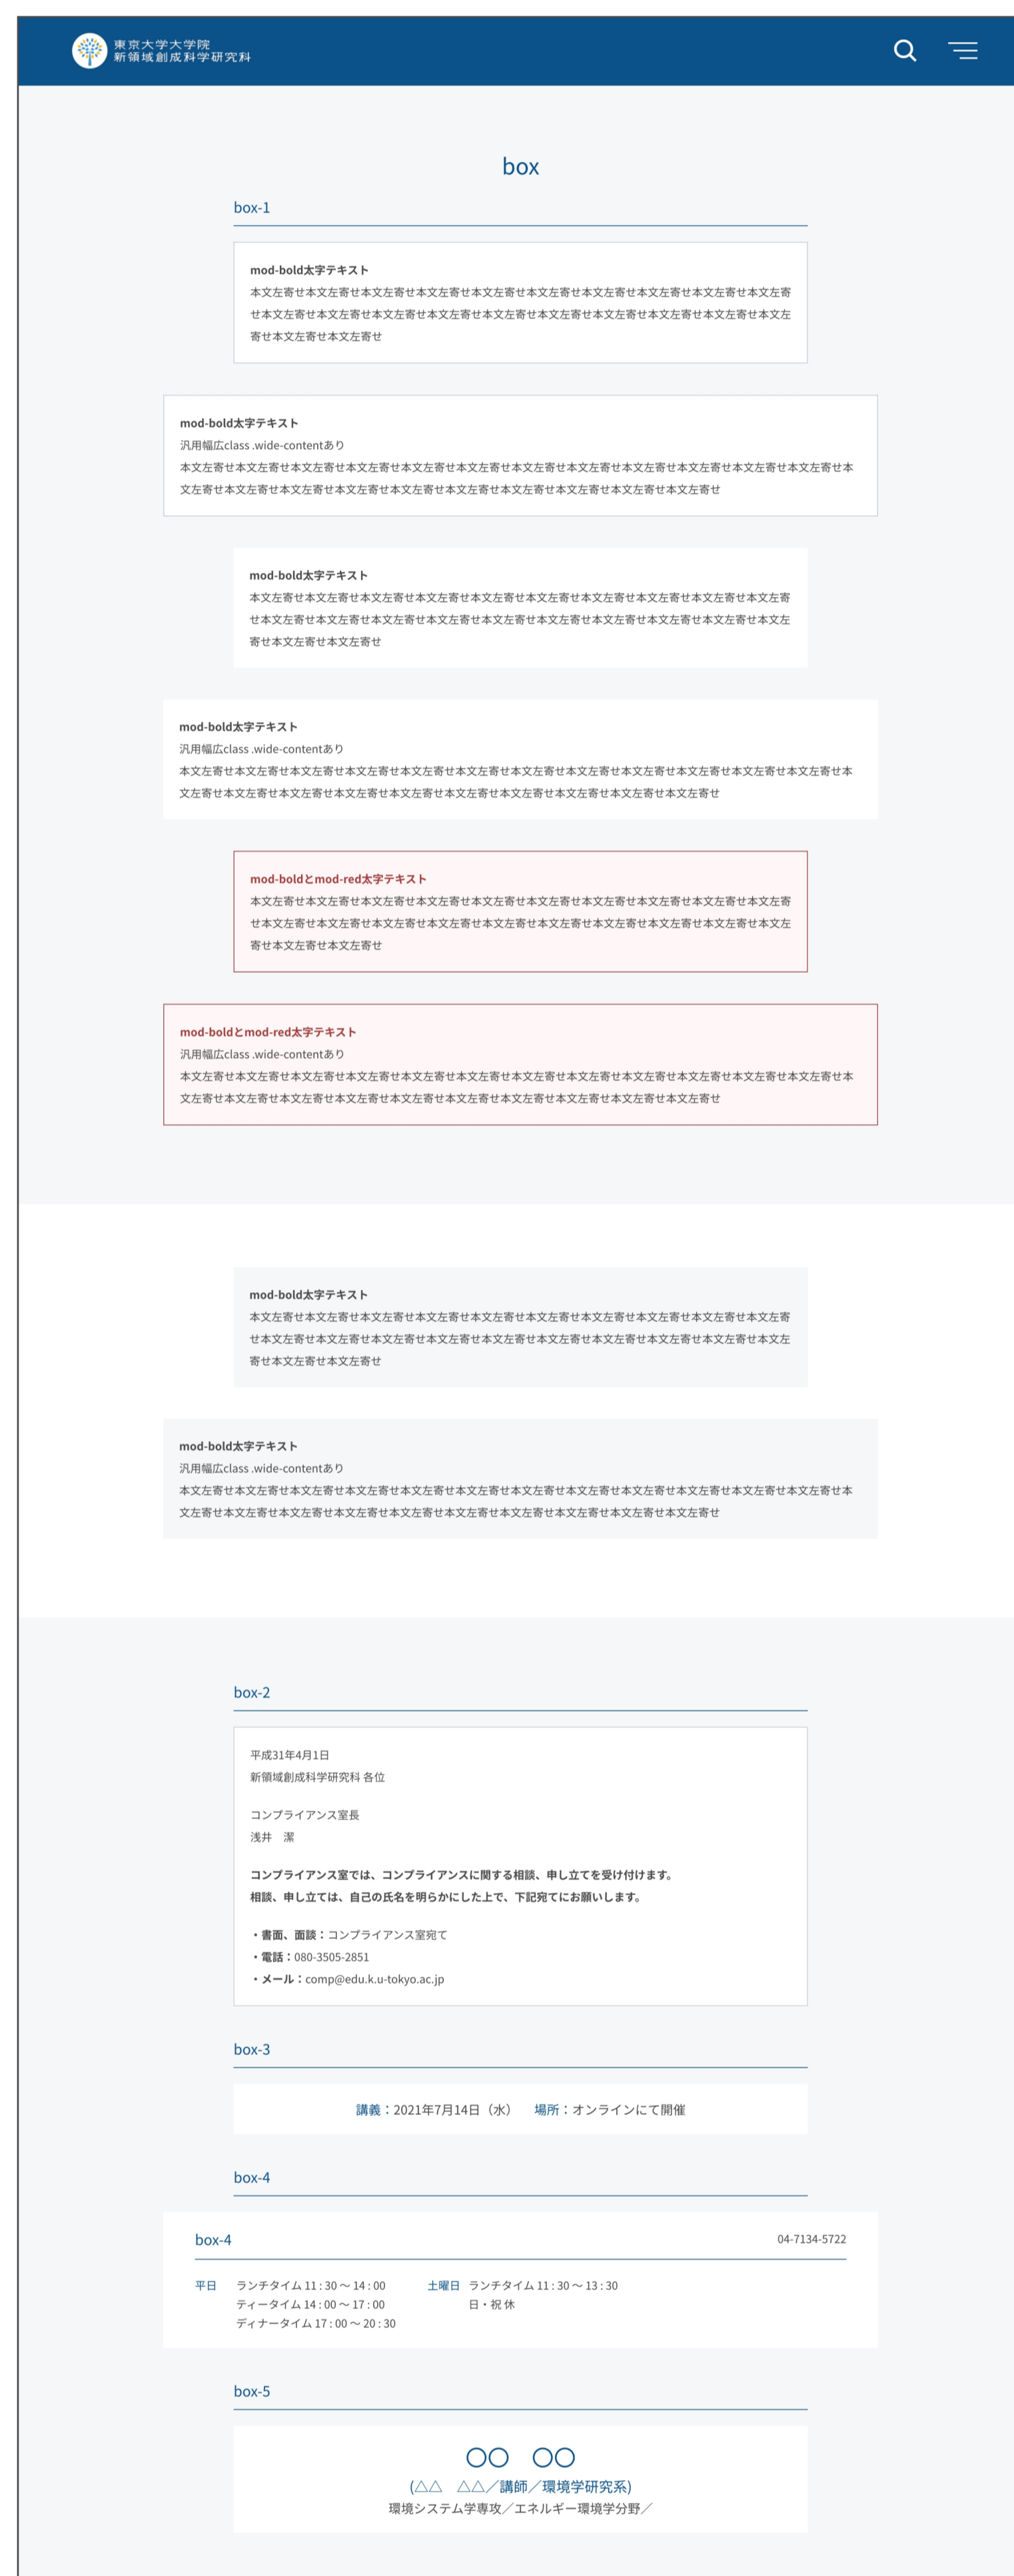 東京大学大学院
新領域創成科学研究科
box
box-1
mod-bold太字テキスト
本文左寄せ本文左寄せ本文左寄せ本文左寄せ本文左寄せ本文左寄せ本文左寄せ本文左寄せ本文左寄せ本文左寄
せ本文左寄せ本文左寄せ本文左寄せ本文左寄せ本文左寄せ本文左寄せ本文左寄せ本文左寄せ本文左寄せ本文左
寄せ本文左寄せ本文左寄せ
mod-bold太字テキスト
汎用幅広class .wide-contentあり
本文左寄せ本文左寄せ本文左寄せ本文左寄せ本文左寄せ本文左寄せ本文左寄せ本文左寄せ本文左寄せ本文左寄せ本文左寄せ本文左寄せ本
文左寄せ本文左寄せ本文左寄せ本文左寄せ本文左寄せ本文左寄せ本文左寄せ本文左寄せ本文左寄せ本文左寄せ
mod-bold太字テキスト
本文左寄せ本文左寄せ本文左寄せ本文左寄せ本文左寄せ本文左寄せ本文左寄せ本文左寄せ本文左寄せ本文左寄
せ本文左寄せ本文左寄せ本文左寄せ本文左寄せ本文左寄せ本文左寄せ本文左寄せ本文左寄せ本文左寄せ本文左
寄せ本文左寄せ本文左寄せ
mod-bold太字テキスト
汎用幅広class .wide-contentあり
本文左寄せ本文左寄せ本文左寄せ本文左寄せ本文左寄せ本文左寄せ本文左寄せ本文左寄せ本文左寄せ本文左寄せ本文左寄せ本文左寄せ本
文左寄せ本文左寄せ本文左寄せ本文左寄せ本文左寄せ本文左寄せ本文左寄せ本文左寄せ本文左寄せ本文左寄せ
mod-boldとmod-red太字テキスト
本文左寄せ本文左寄せ本文左寄せ本文左寄せ本文左寄せ本文左寄せ本文左寄せ本文左寄せ本文左寄せ本文左寄
せ本文左寄せ本文左寄せ本文左寄せ本文左寄せ本文左寄せ本文左寄せ本文左寄せ本文左寄せ本文左寄せ本文左
寄せ本文左寄せ本文左寄せ
mod-boldとmod-red太字テキスト
汎用幅広class .wide-contentあり
本文左寄せ本文左寄せ本文左寄せ本文左寄せ本文左寄せ本文左寄せ本文左寄せ本文左寄せ本文左寄せ本文左寄せ本文左寄せ本文左寄せ本
文左寄せ本文左寄せ本文左寄せ本文左寄せ本文左寄せ本文左寄せ本文左寄せ本文左寄せ本文左寄せ本文左寄せ
mod-bold太字テキスト
本文左寄せ本文左寄せ本文左寄せ本文左寄せ本文左寄せ本文左寄せ本文左寄せ本文左寄せ本文左寄せ本文左寄
せ本文左寄せ本文左寄せ本文左寄せ本文左寄せ本文左寄せ本文左寄せ本文左寄せ本文左寄せ本文左寄せ本文左
寄せ本文左寄せ本文左寄せ
mod-bold太字テキスト
汎用幅広class .wide-contentあり
本文左寄せ本文左寄せ本文左寄せ本文左寄せ本文左寄せ本文左寄せ本文左寄せ本文左寄せ本文左寄せ本文左寄せ本文左寄せ本文左寄せ本
文左寄せ本文左寄せ本文左寄せ本文左寄せ本文左寄せ本文左寄せ本文左寄せ本文左寄せ本文左寄せ本文左寄せ
box-2
平成31年4月1日
新領域創成科学研究科 各位
コンプライアンス室長
浅井　潔
コンプライアンス室では、コンプライアンスに関する相談、申し立てを受け付けます。
相談、申し立ては、自己の氏名を明らかにした上で、下記宛てにお願いします。
・書面、面談：コンプライアンス室宛て
・電話：080-3505-2851
・メール：comp@edu.k.u-tokyo.ac.jp
box-3
講義：2021年7月14日（水）　場所：オンラインにて開催
box-4
box-4 04-7134-5722
平日 ランチタイム 11 : 30 〜 14 : 00 土曜日 ランチタイム 11 : 30 〜 13 : 30
ティータイム 14 : 00 〜 17 : 00 日・祝 休
ディナータイム 17 : 00 〜 20 : 30
box-5
〇〇　〇〇
(△△　△△／講師／環境学研究系)
環境システム学専攻／エネルギー環境学分野／